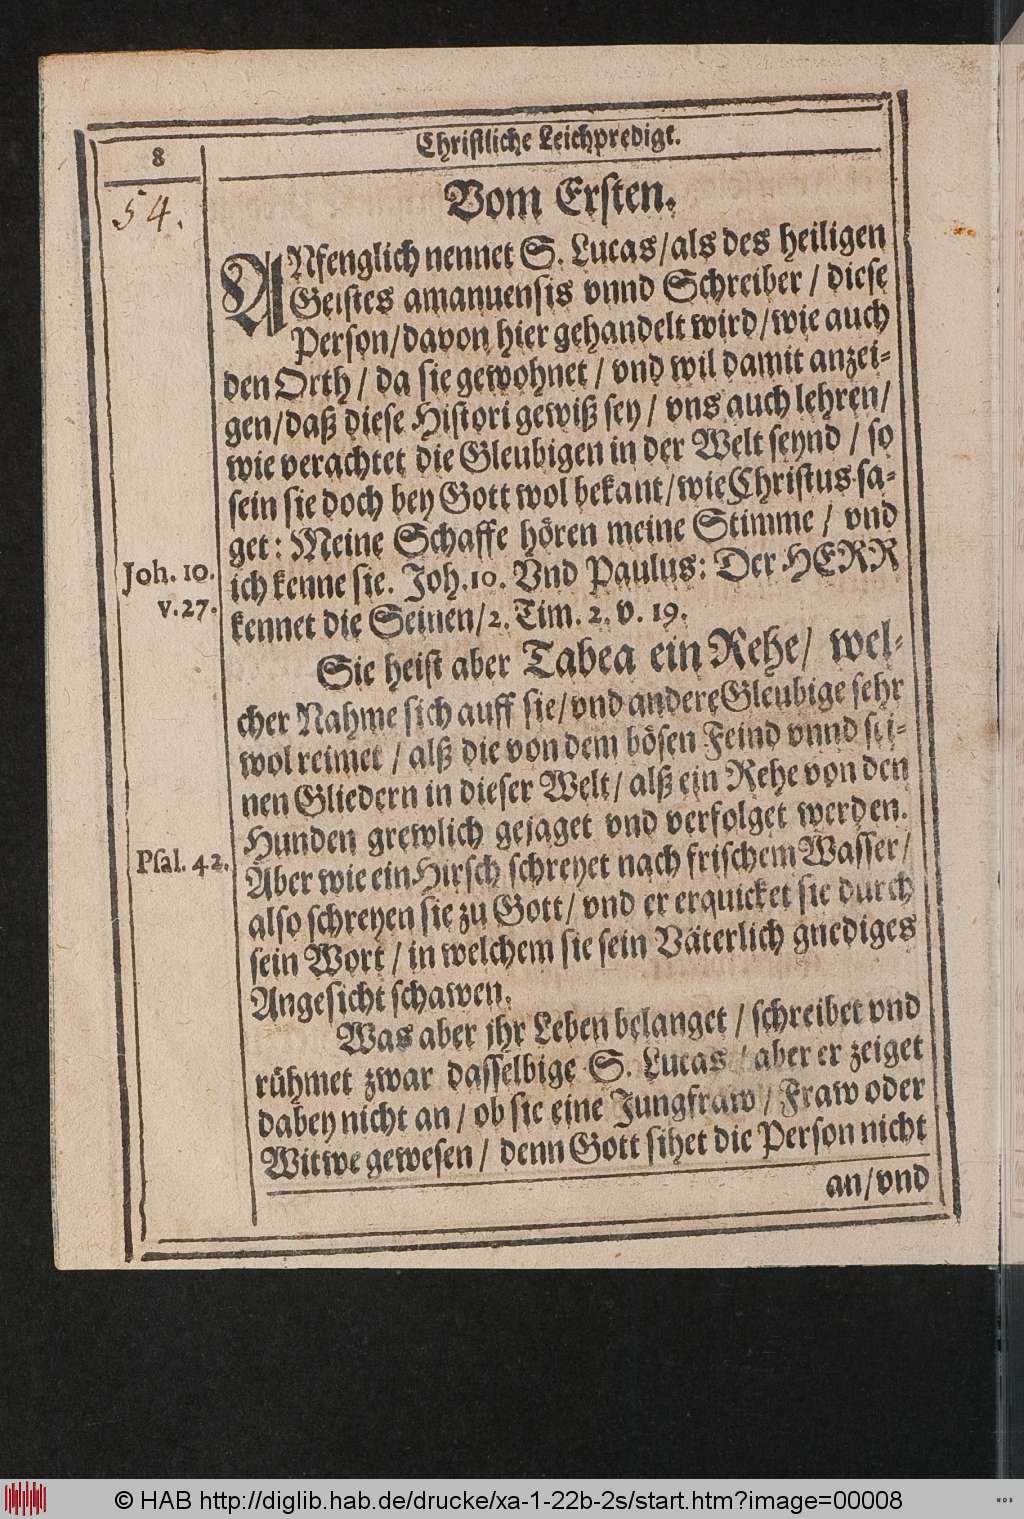 8
Christliche Leichpredigt.
54.
Vom Ersten.
ANfenglich nennet S. Lucas/als des heiligen
Geistes amanuensis vnnd Schreiber / diese
Person/davon hier gehandelt wird/wie auch
den Orth / da sie gewohnet / vnd wil damit anzei-
gen/daß diese Histori gewiß sey / vns auch lehren/
wie verachtet die Gleubigen in der Welt seynd / so
sein sie doch bey Gott wol bekant/wie Christus sa-
get: Meine Schaffe hören meine Stimme / vnd
Joh. 10.
v. 27.
ich kenne sie. Joh. 10. Vnd Paulus: Der HERR
kennet die Seinen/2. Tim. 2. v. 19.
Sie heist aber Tabea ein Rehe/ wel-
cher Nahme sich auff sie/vnd andere Gleubige sehr
wol reimet / alß die von dem bösen Feind vnnd sei-
nen Gliedern in dieser Welt/ alß ein Rehe von den
Hunden grewlich gejaget vnd verfolget werden.
Psal. 42.
Aber wie ein Hirsch schreyet nach frischem Wasser/
also schreyen sie zu Gott/ vnd er erquicket sie durch
sein Wort / in welchem sie sein Väterlich gnediges
Angesicht schawen.
Was aber jhr Leben belanget / schreibet vnd
rühmet zwar dasselbige S. Lucas / aber er zeiget
dabey nicht an / ob sie eine Jungfraw / Fraw oder
Witwe gewesen / denn Gott sihet die Person nicht
an/vnd
© HAB http://diglib.hab.de/drucke/xa-1-22b-2s/start.htm?image=00008